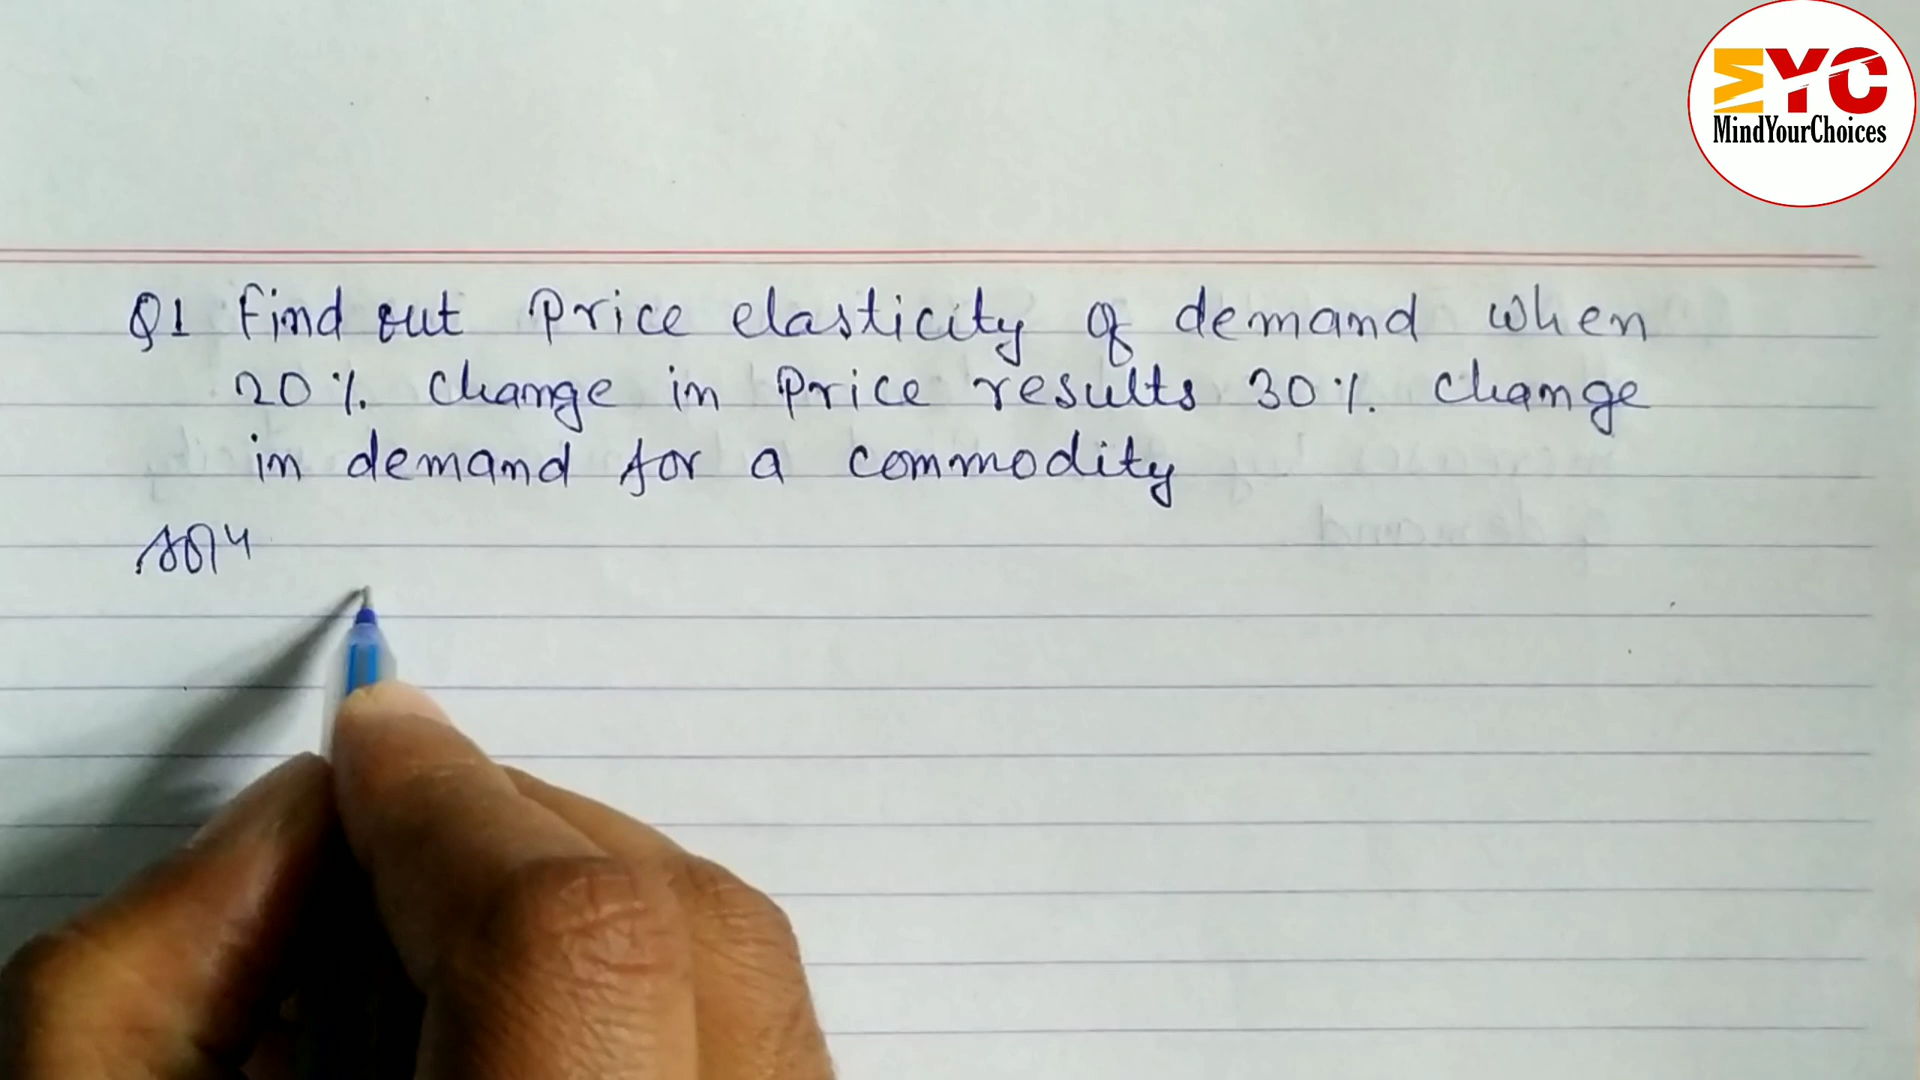 MYC
MindYourChoices
Q1 Find out Price elasticity of demand when
20%. change in Price results 30%. change
in demand for a commodity